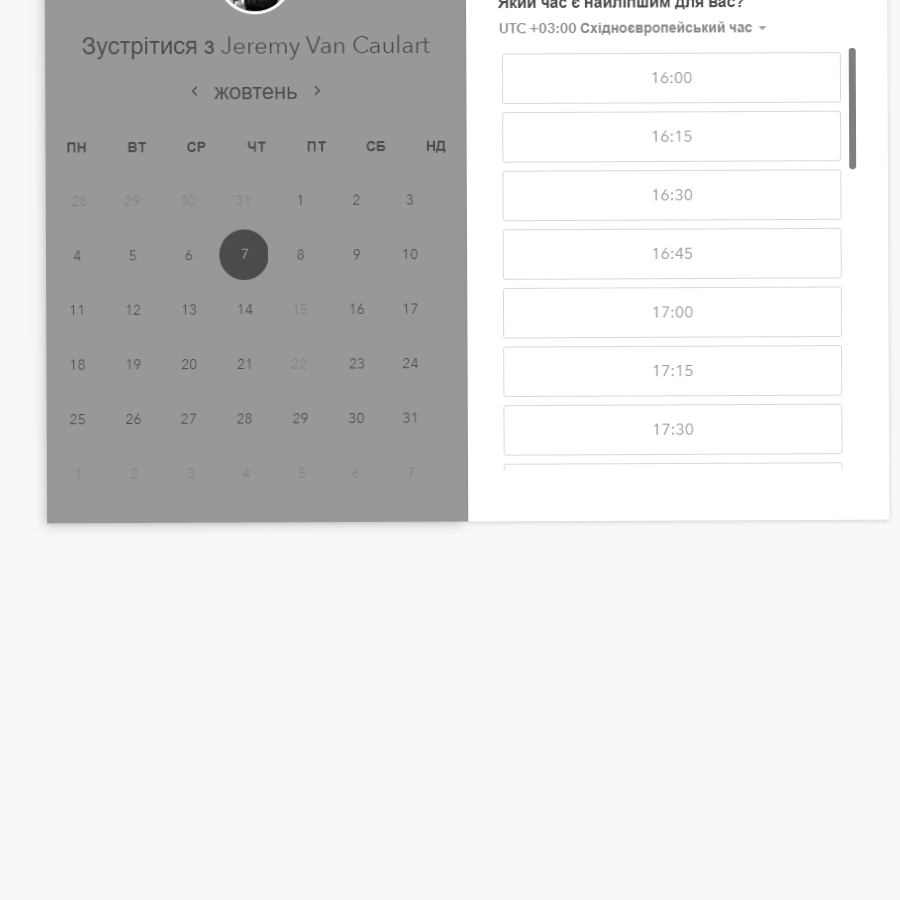 Зустрітися з Jeremy Van Caulart
жовтень
ПН ВТ СР ЧТ ПТ СБ НД
28 29 30 31 1 2 3
4 5 6 7 8 9 10
11 12 13 14 15 16 17
18 19 20 21 22 23 24
25 26 27 28 29 30 31
1 2 3 4 5 6 7
Який час є найліпшим для вас?
UTC +03:00 Східноєвропейський час
16:00
16:15
16:30
16:45
17:00
17:15
17:30